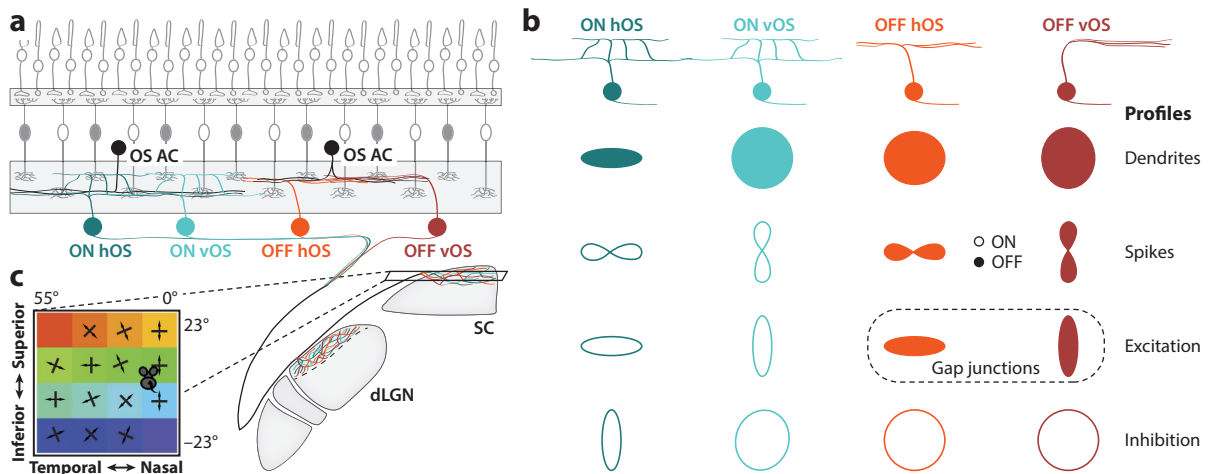 a
OS AC
OS AC
ON hOS
ON vOS
OFF hOS
OFF vOS
SC
dLGN
c
55°
0°
23°
–23°
Inferior ↔ Superior
Temporal ↔ Nasal
b
ON hOS
ON vOS
OFF hOS
OFF vOS
Profiles
Dendrites
ON
OFF
Spikes
Gap junctions
Excitation
Inhibition